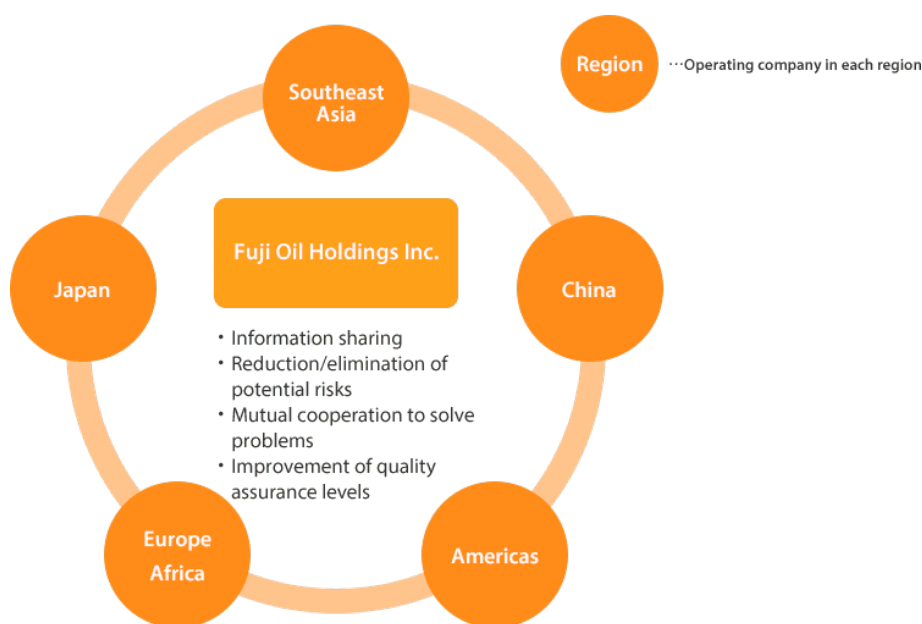 Southeast
Asia
Region
…Operating company in each region
Fuji Oil Holdings Inc.
Japan
China
・Information sharing
・Reduction/elimination of
potential risks
・Mutual cooperation to solve
problems
・Improvement of quality
assurance levels
Europe
Africa
Americas